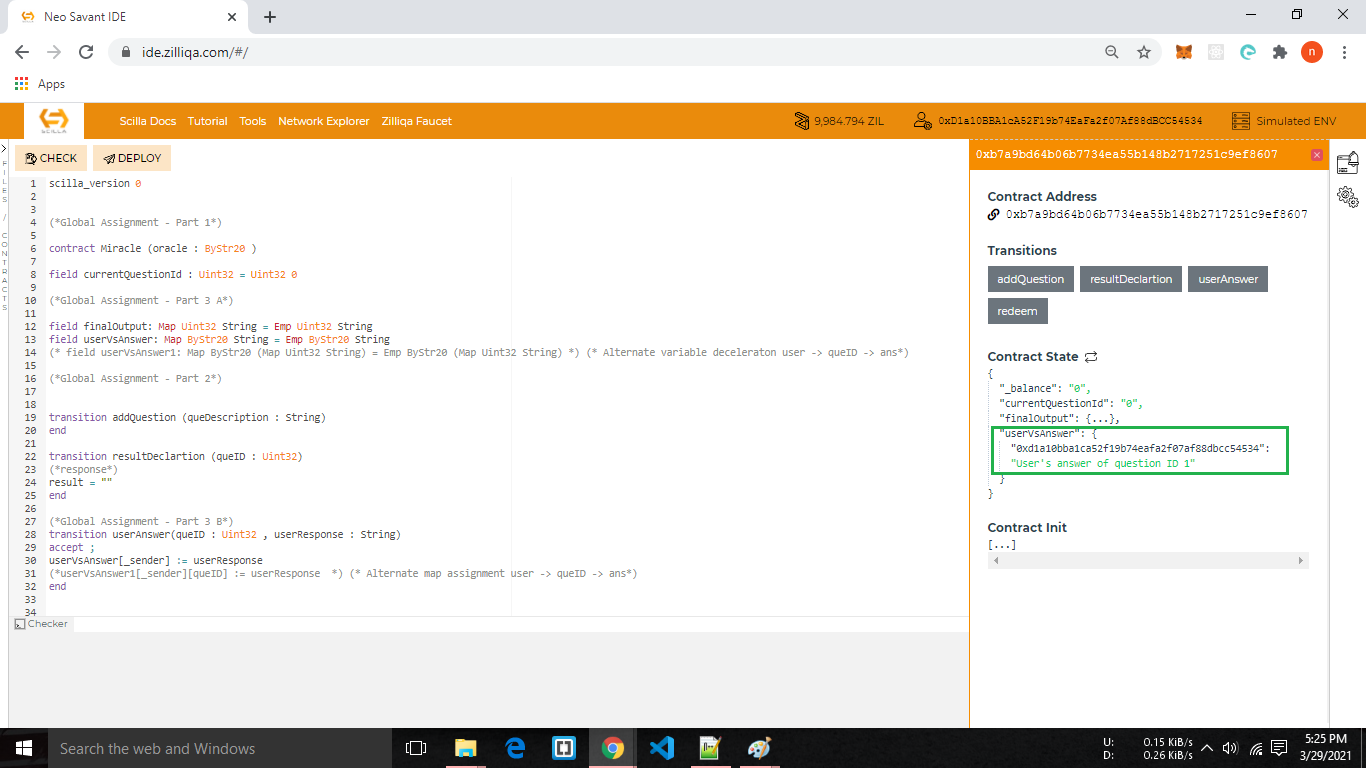 Neo Savant IDE
ide.zilliqa.com/#/
n
Apps
SCILLA
Scilla Docs Tutorial Tools Network Explorer Zilliqa Faucet
9,984.794 ZIL
0xD1a10BBA1cA52F19b74EaFa2f07Af88dBCC54534
Simulated ENV
FILES / CONTRACTS
CHECK DEPLOY
1 scilla_version 0
2
3
4 (*Global Assignment - Part 1*)
5
6 contract Miracle (oracle : ByStr20 )
7
8 field currentQuestionId : Uint32 = Uint32 0
9
10 (*Global Assignment - Part 3 A*)
11
12 field finalOutput: Map Uint32 String = Emp Uint32 String
13 field userVsAnswer: Map ByStr20 String = Emp ByStr20 String
14 (* field userVsAnswer1: Map ByStr20 (Map Uint32 String) = Emp ByStr20 (Map Uint32 String) *) (* Alternate variable deceleraton user -> queID -> ans*)
15
16 (*Global Assignment - Part 2*)
17
18
19 transition addQuestion (queDescription : String)
20 end
21
22 transition resultDeclartion (queID : Uint32)
23 (*response*)
24 result = ""
25 end
26
27 (*Global Assignment - Part 3 B*)
28 transition userAnswer(queID : Uint32 , userResponse : String)
29 accept ;
30 userVsAnswer[_sender] := userResponse
31 (*userVsAnswer1[_sender][queID] := userResponse  *) (* Alternate map assignment user -> queID -> ans*)
32 end
33
34
Checker
0xb7a9bd64b06b7734ea55b148b2717251c9ef8607
Contract Address
0xb7a9bd64b06b7734ea55b148b2717251c9ef8607
Transitions
addQuestion resultDeclartion userAnswer
redeem
Contract State
{
"_balance": "0",
"currentQuestionId": "0",
"finalOutput": {...},
"userVsAnswer": {
"0xd1a10bba1ca52f19b74eafa2f07af88dbcc54534":
"User's answer of question ID 1"
}
}
Contract Init
[...]
Search the web and Windows
U: 0.15 KiB/s
D: 0.26 KiB/s
5:25 PM
3/29/2021